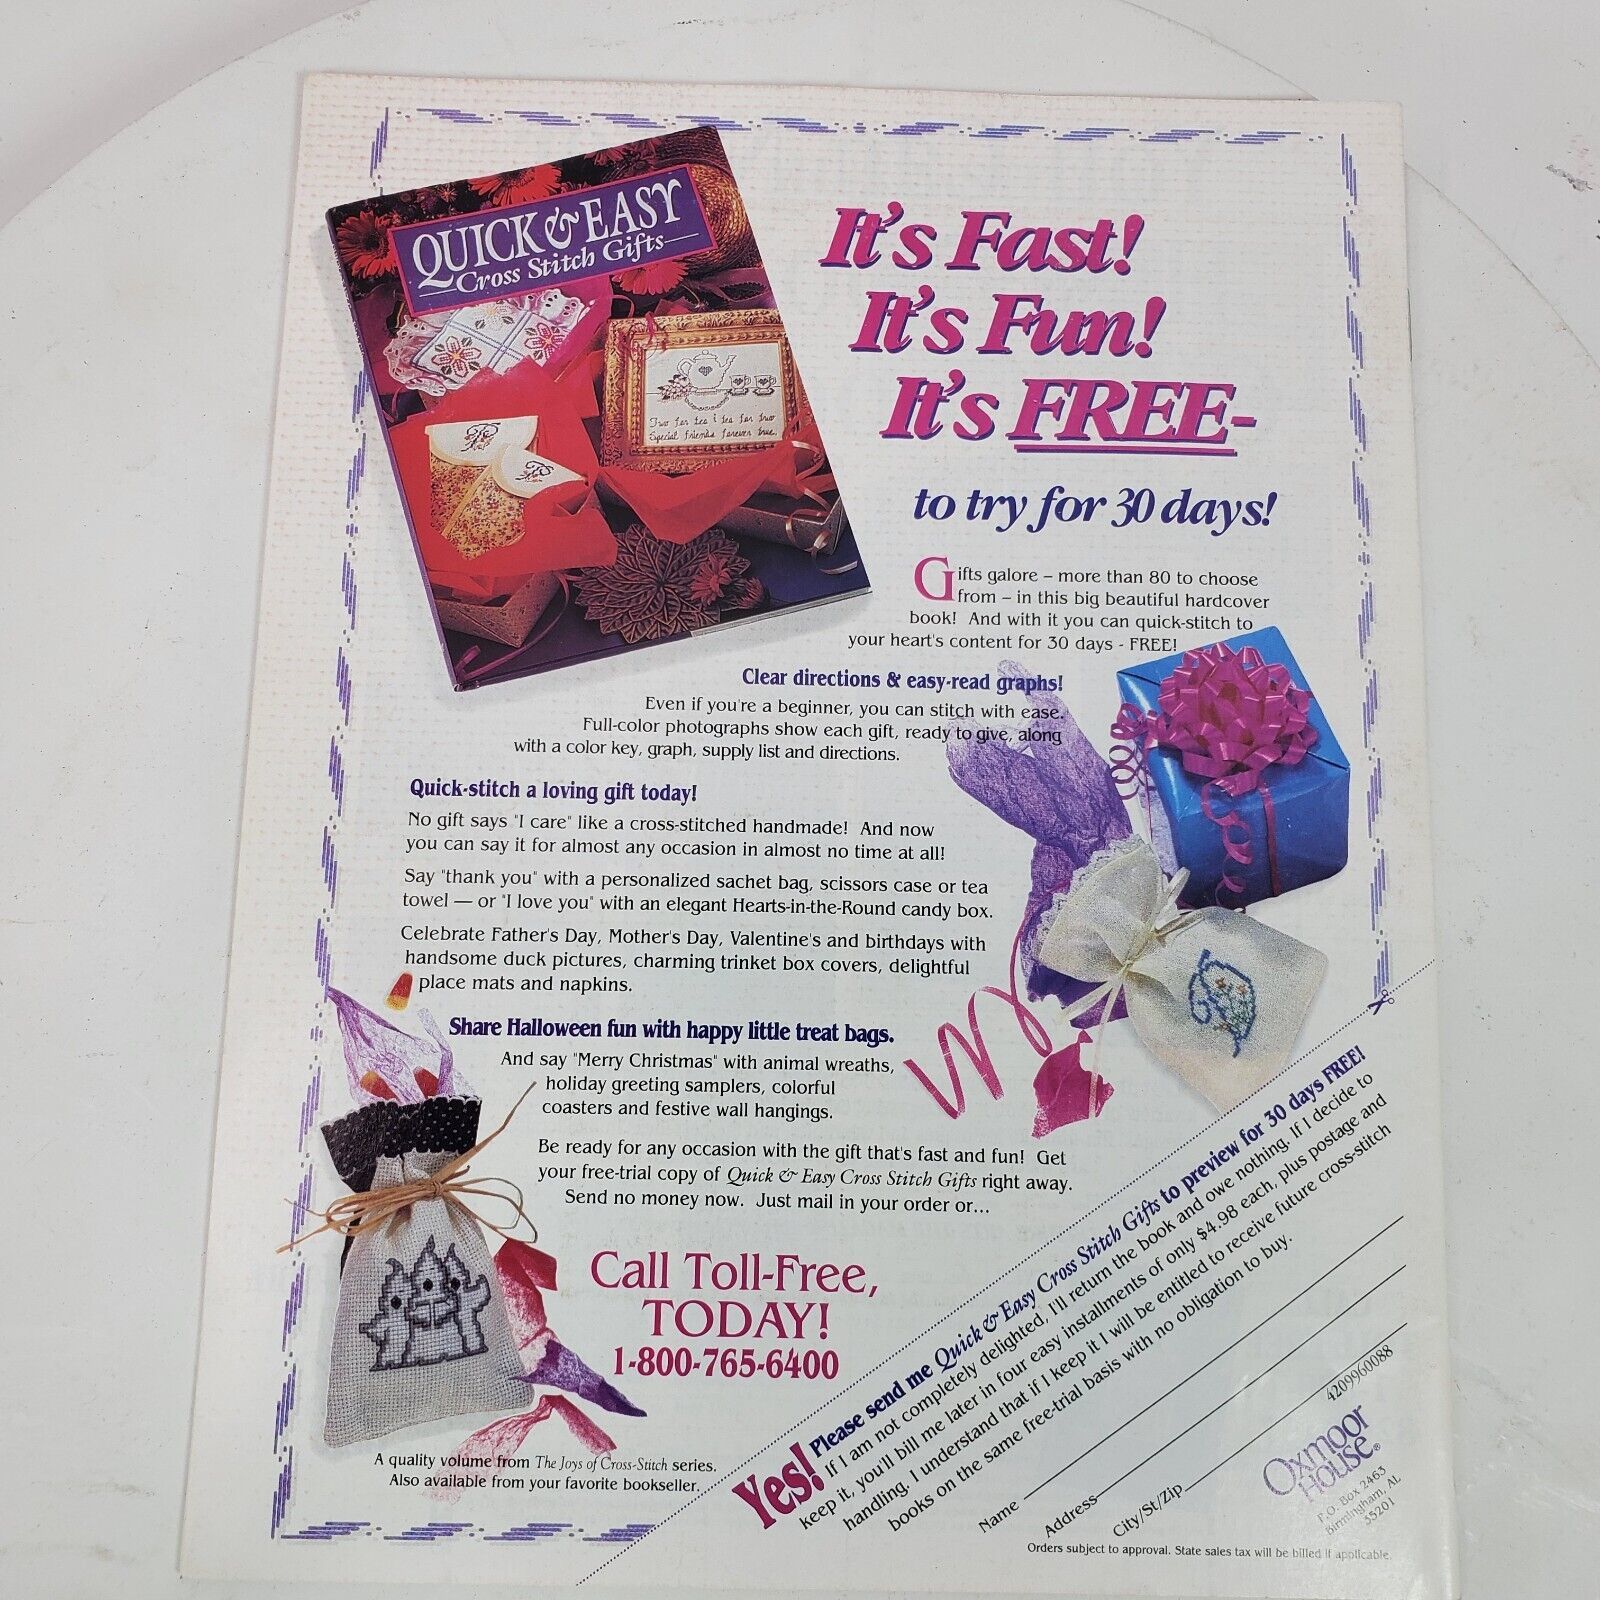 QUICK & EASY
Cross Stitch Gifts
Two for tea & tea for two
Special friends forever true.
It's Fast!
It's Fun!
It's FREE-
to try for 30 days!
Gifts galore – more than 80 to choose
from – in this big beautiful hardcover
book! And with it you can quick-stitch to
your heart's content for 30 days - FREE!
Clear directions & easy-read graphs!
Even if you're a beginner, you can stitch with ease.
Full-color photographs show each gift, ready to give, along
with a color key, graph, supply list and directions.
Quick-stitch a loving gift today!
No gift says "I care" like a cross-stitched handmade! And now
you can say it for almost any occasion in almost no time at all!
Say "thank you" with a personalized sachet bag, scissors case or tea
towel — or "I love you" with an elegant Hearts-in-the-Round candy box.
Celebrate Father's Day, Mother's Day, Valentine's and birthdays with
handsome duck pictures, charming trinket box covers, delightful
place mats and napkins.
Share Halloween fun with happy little treat bags.
And say "Merry Christmas" with animal wreaths,
holiday greeting samplers, colorful
coasters and festive wall hangings.
Be ready for any occasion with the gift that's fast and fun! Get
your free-trial copy of Quick & Easy Cross Stitch Gifts right away.
Send no money now. Just mail in your order or...
Call Toll-Free,
TODAY!
1-800-765-6400
A quality volume from The Joys of Cross-Stitch series.
Also available from your favorite bookseller.
Yes! Please send me Quick & Easy Cross Stitch Gifts to preview for 30 days FREE!
If I am not completely delighted, I'll return the book and owe nothing. If I decide to
keep it, you'll bill me later in four easy installments of only $4.98 each, plus postage and
handling. I understand that if I keep it I will be entitled to receive future cross-stitch
books on the same free-trial basis with no obligation to buy.
Name
Address
City/St/Zip
4209960088
Oxmoor
House®
P.O. Box 2463
Birmingham, AL
35201
Orders subject to approval. State sales tax will be billed if applicable.